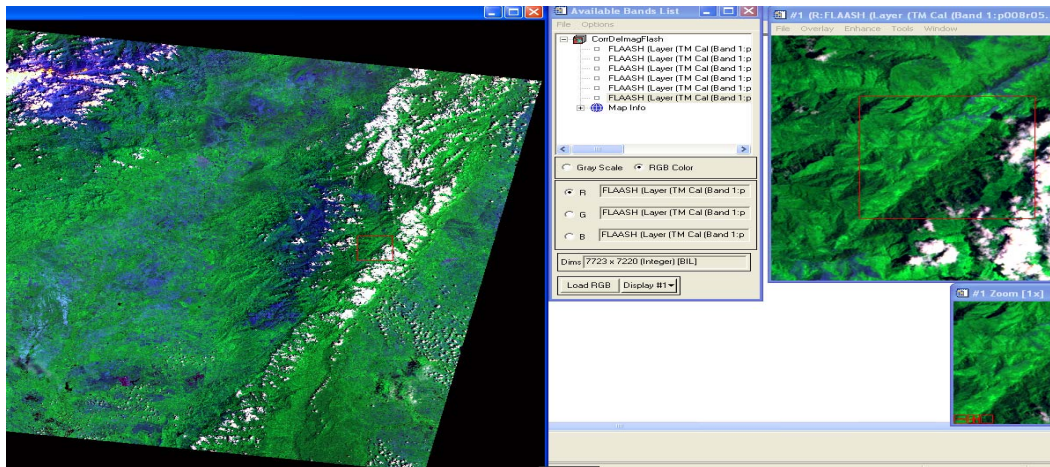 Available Bands List
File Options
CorrDeImagFlash
FLAASH (Layer (TM Cal (Band 1:p
FLAASH (Layer (TM Cal (Band 1:p
FLAASH (Layer (TM Cal (Band 1:p
FLAASH (Layer (TM Cal (Band 1:p
FLAASH (Layer (TM Cal (Band 1:p
FLAASH (Layer (TM Cal (Band 1:p
Map Info
Gray Scale RGB Color
R FLAASH (Layer (TM Cal (Band 1:p
G FLAASH (Layer (TM Cal (Band 1:p
B FLAASH (Layer (TM Cal (Band 1:p
Dims 7723 x 7220 (Integer) [BIL]
Load RGB Display #1
#1 (R:FLAASH (Layer (TM Cal (Band 1:p008r05.
File Overlay Enhance Tools Window
#1 Zoom [1x]